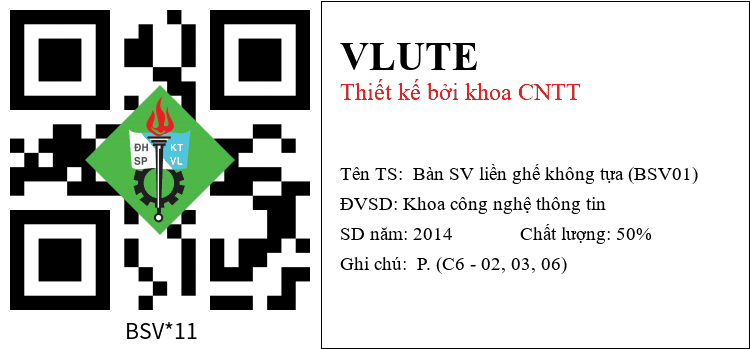 ĐH KT
SP VL
BSV*11
VLUTE
Thiết kế bởi khoa CNTT
Tên TS: Bàn SV liền ghế không tựa (BSV01)
ĐVSD: Khoa công nghệ thông tin
SD năm: 2014 Chất lượng: 50%
Ghi chú: P. (C6 - 02, 03, 06)